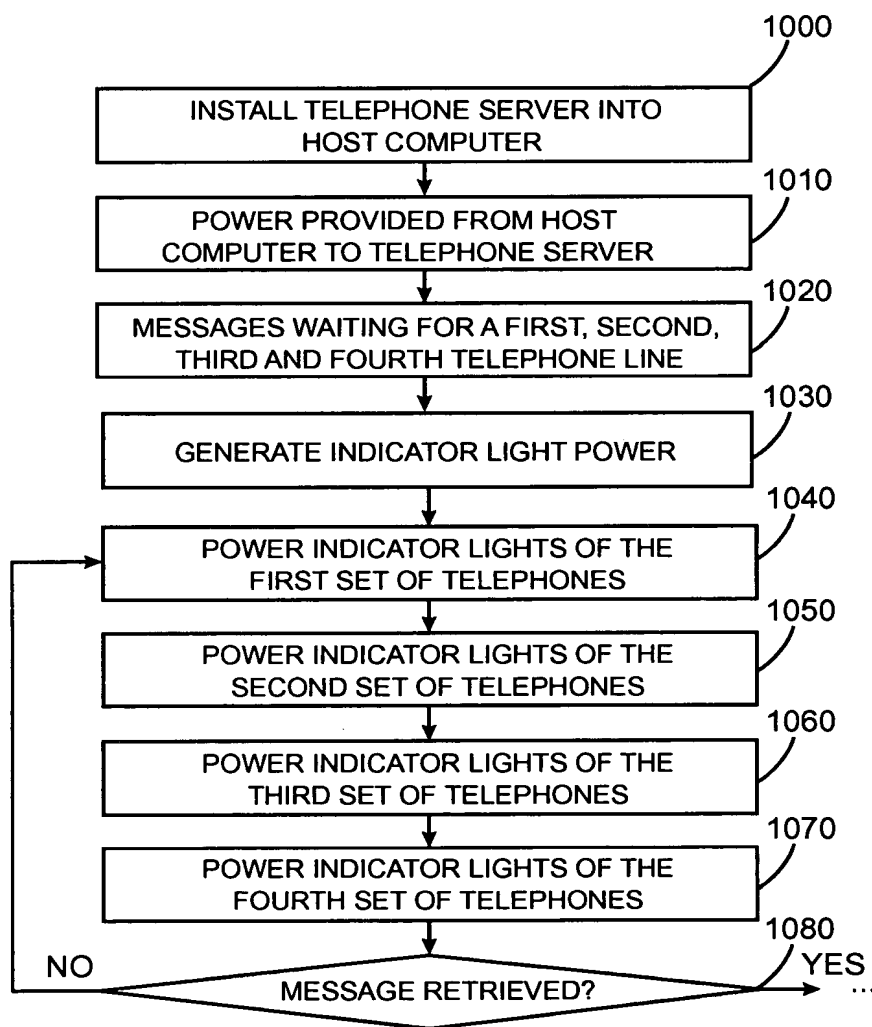 1000
INSTALL TELEPHONE SERVER INTO
HOST COMPUTER
1010
POWER PROVIDED FROM HOST
COMPUTER TO TELEPHONE SERVER
1020
MESSAGES WAITING FOR A FIRST, SECOND,
THIRD AND FOURTH TELEPHONE LINE
1030
GENERATE INDICATOR LIGHT POWER
1040
POWER INDICATOR LIGHTS OF THE
FIRST SET OF TELEPHONES
1050
POWER INDICATOR LIGHTS OF THE
SECOND SET OF TELEPHONES
1060
POWER INDICATOR LIGHTS OF THE
THIRD SET OF TELEPHONES
1070
POWER INDICATOR LIGHTS OF THE
FOURTH SET OF TELEPHONES
1080
NO
MESSAGE RETRIEVED?
YES
...